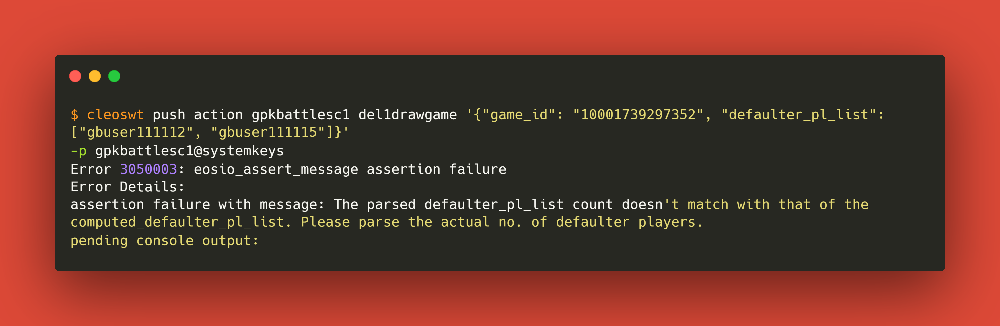 $ cleoswt push action gpkbattlesc1 del1drawgame '{"game_id": "10001739297352", "defaulter_pl_list":
["gbuser111112", "gbuser111115"]}'
-p gpkbattlesc1@systemkeys
Error 3050003: eosio_assert_message assertion failure
Error Details:
assertion failure with message: The parsed defaulter_pl_list count doesn't match with that of the
computed_defaulter_pl_list. Please parse the actual no. of defaulter players.
pending console output: